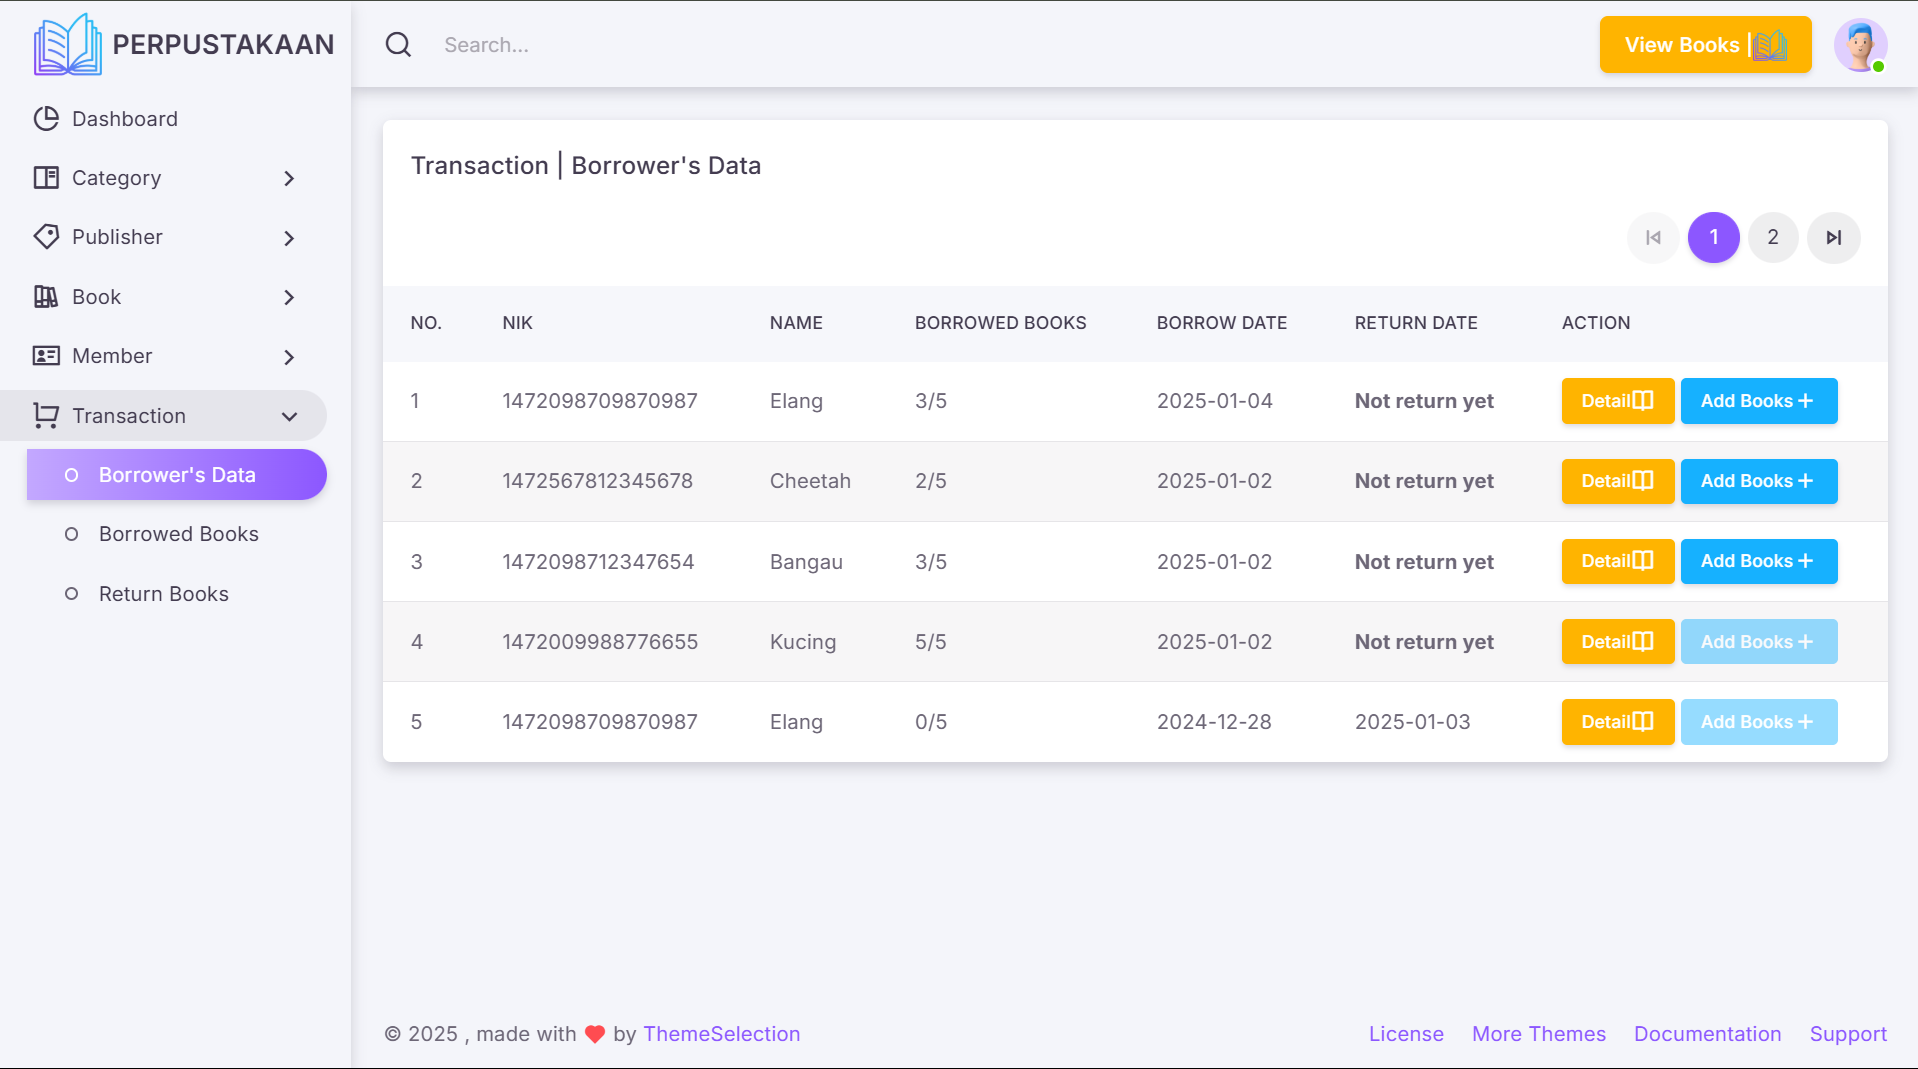 PERPUSTAKAAN
Search...
View Books |
Dashboard
Category
Publisher
Book
Member
Transaction
Borrower's Data
Borrowed Books
Return Books
Transaction | Borrower's Data
1 2
NO. NIK NAME BORROWED BOOKS BORROW DATE RETURN DATE ACTION
1 1472098709870987 Elang 3/5 2025-01-04 Not return yet Detail Add Books +
2 1472567812345678 Cheetah 2/5 2025-01-02 Not return yet Detail Add Books +
3 1472098712347654 Bangau 3/5 2025-01-02 Not return yet Detail Add Books +
4 1472009988776655 Kucing 5/5 2025-01-02 Not return yet Detail Add Books +
5 1472098709870987 Elang 0/5 2024-12-28 2025-01-03 Detail Add Books +
© 2025 , made with ❤ by ThemeSelection
License More Themes Documentation Support